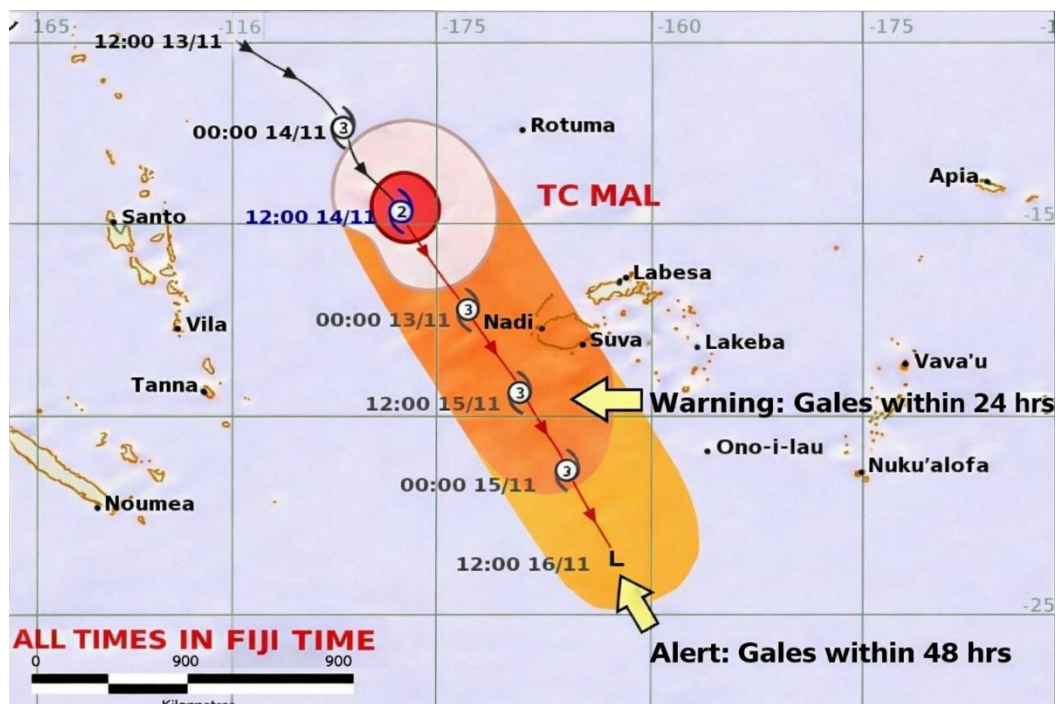 165
-116
-175
-160
-175
-1
12:00 13/11
Rotuma
3
00:00 14/11
Apia
TC MAL
2
12:00 14/11
Santo
-15
Labesa
3
00:00 13/11
Nadi
Vila
Suva
Lakeba
Vava'u
Tanna
3
12:00 15/11
Warning: Gales within 24 hrs
Ono-i-lau
Nuku'alofa
3
00:00 15/11
Noumea
L
12:00 16/11
-25
ALL TIMES IN FIJI TIME
Alert: Gales within 48 hrs
0 900 900